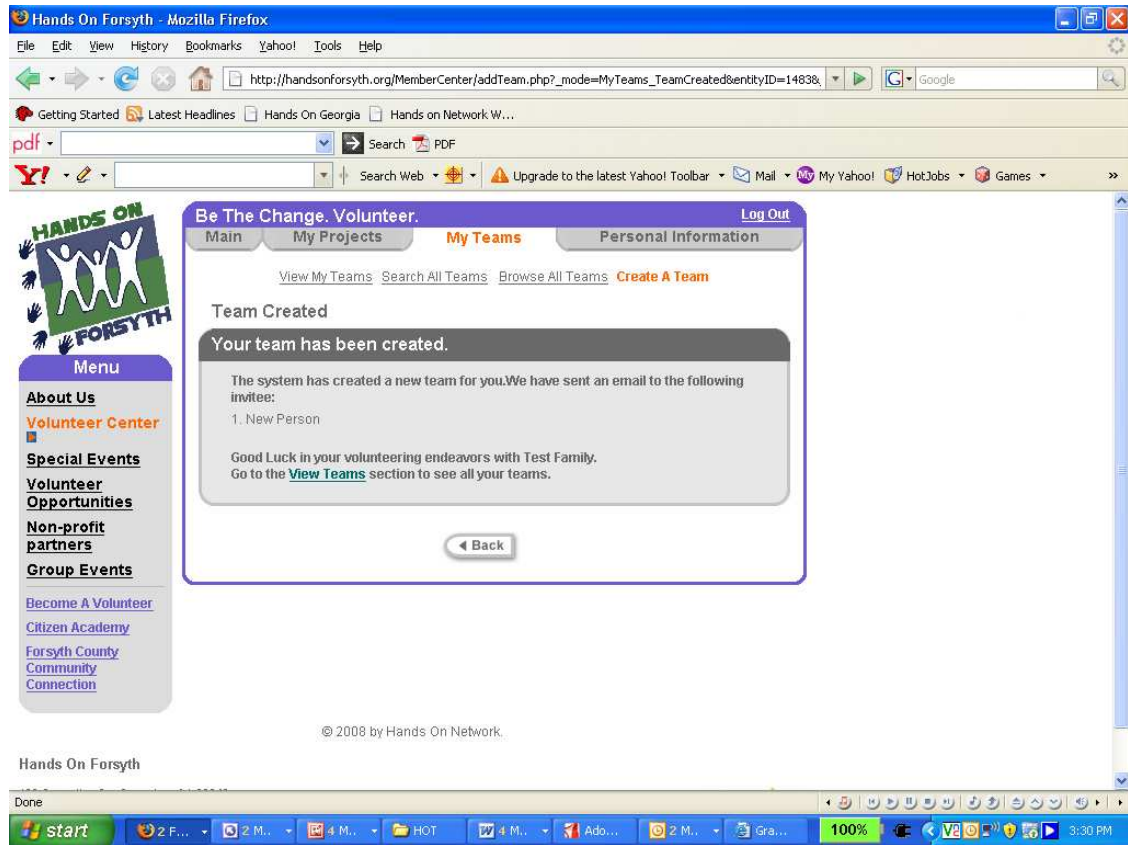 Hands On Forsyth - Mozilla Firefox
File Edit View History Bookmarks Yahoo! Tools Help
http://handsonforsyth.org/MemberCenter/addTeam.php?_mode=MyTeams_TeamCreated&entityID=14838 Google
Getting Started Latest Headlines Hands On Georgia Hands on Network W...
pdf Search PDF
Y! Search Web Upgrade to the latest Yahoo! Toolbar Mail My Yahoo! HotJobs Games »
HANDS ON
FORSYTH
Be The Change. Volunteer. Log Out
Main My Projects My Teams Personal Information
View My Teams Search All Teams Browse All Teams Create A Team
Team Created
Your team has been created.
The system has created a new team for you.We have sent an email to the following
invitee:
1. New Person
Good Luck in your volunteering endeavors with Test Family.
Go to the View Teams section to see all your teams.
Back
Menu
About Us
Volunteer Center
Special Events
Volunteer
Opportunities
Non-profit
partners
Group Events
Become A Volunteer
Citizen Academy
Forsyth County
Community
Connection
© 2008 by Hands On Network.
Hands On Forsyth
Done
start 2 F... 2 M.. 4 M.. HOT 4 M.. Ado... 2 M.. Gra... 100% 3:30 PM